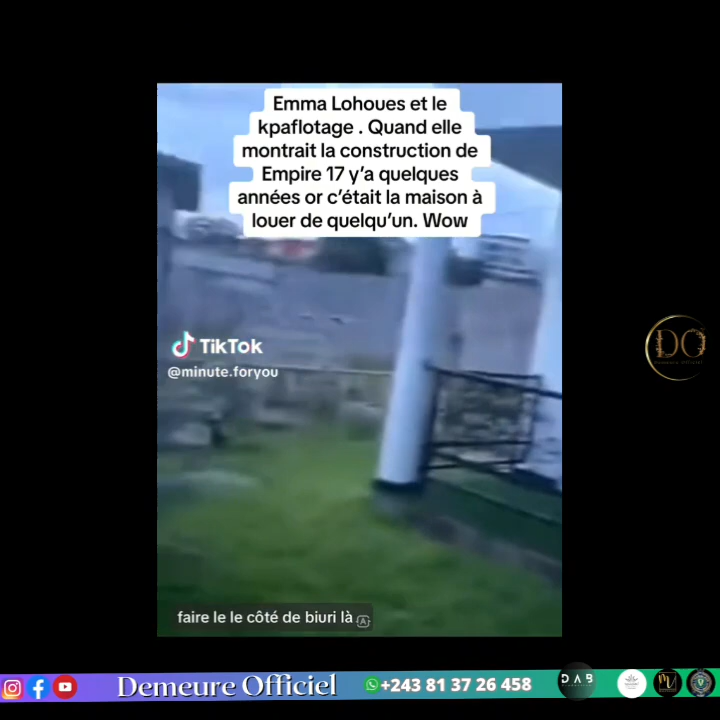 Emma Lohoues et le
kpaflotage . Quand elle
montrait la construction de
Empire 17 y'a quelques
années or c'était la maison à
louer de quelqu'un. Wow
TikTok
@minute.foryou
DO
faire le le côté de biuri là
Demeure Officiel
+243 81 37 26 458
DAB